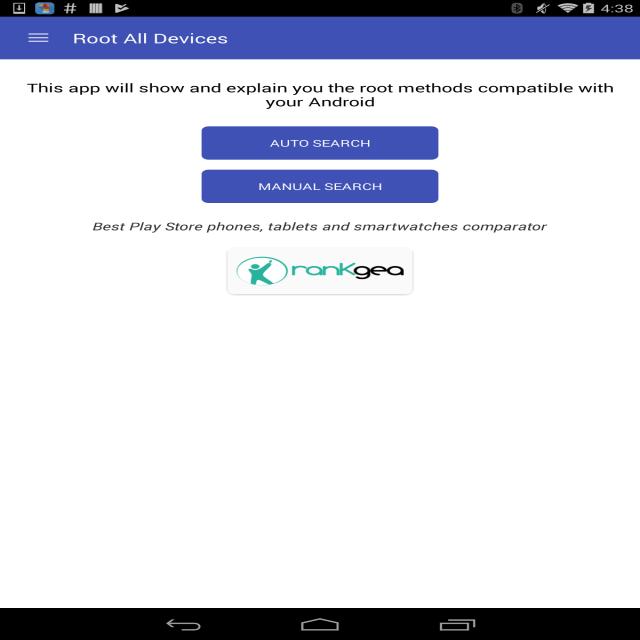 4:38
Root All Devices
This app will show and explain you the root methods compatible with
your Android
AUTO SEARCH
MANUAL SEARCH
Best Play Store phones, tablets and smartwatches comparator
rankgea